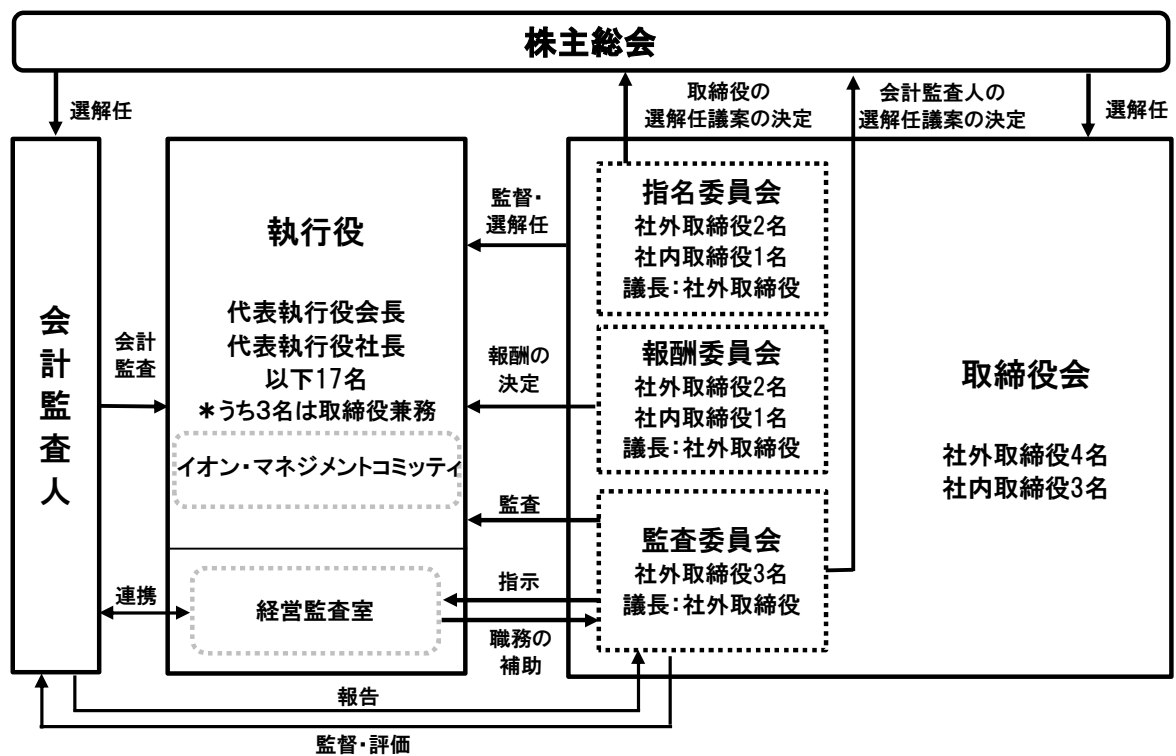 株主総会
選解任
取締役の
選解任議案の決定
会計監査人の
選解任議案の決定
選解任
会計監査人
会計
監査
連携
執行役
代表執行役会長
代表執行役社長
以下17名
＊うち3名は取締役兼務
イオン・マネジメントコミッティ
経営監査室
監督・
選解任
報酬の
決定
監査
指示
職務の
補助
指名委員会
社外取締役2名
社内取締役1名
議長：社外取締役
報酬委員会
社外取締役2名
社内取締役1名
議長：社外取締役
監査委員会
社外取締役3名
議長：社外取締役
取締役会
社外取締役4名
社内取締役3名
報告
監督・評価